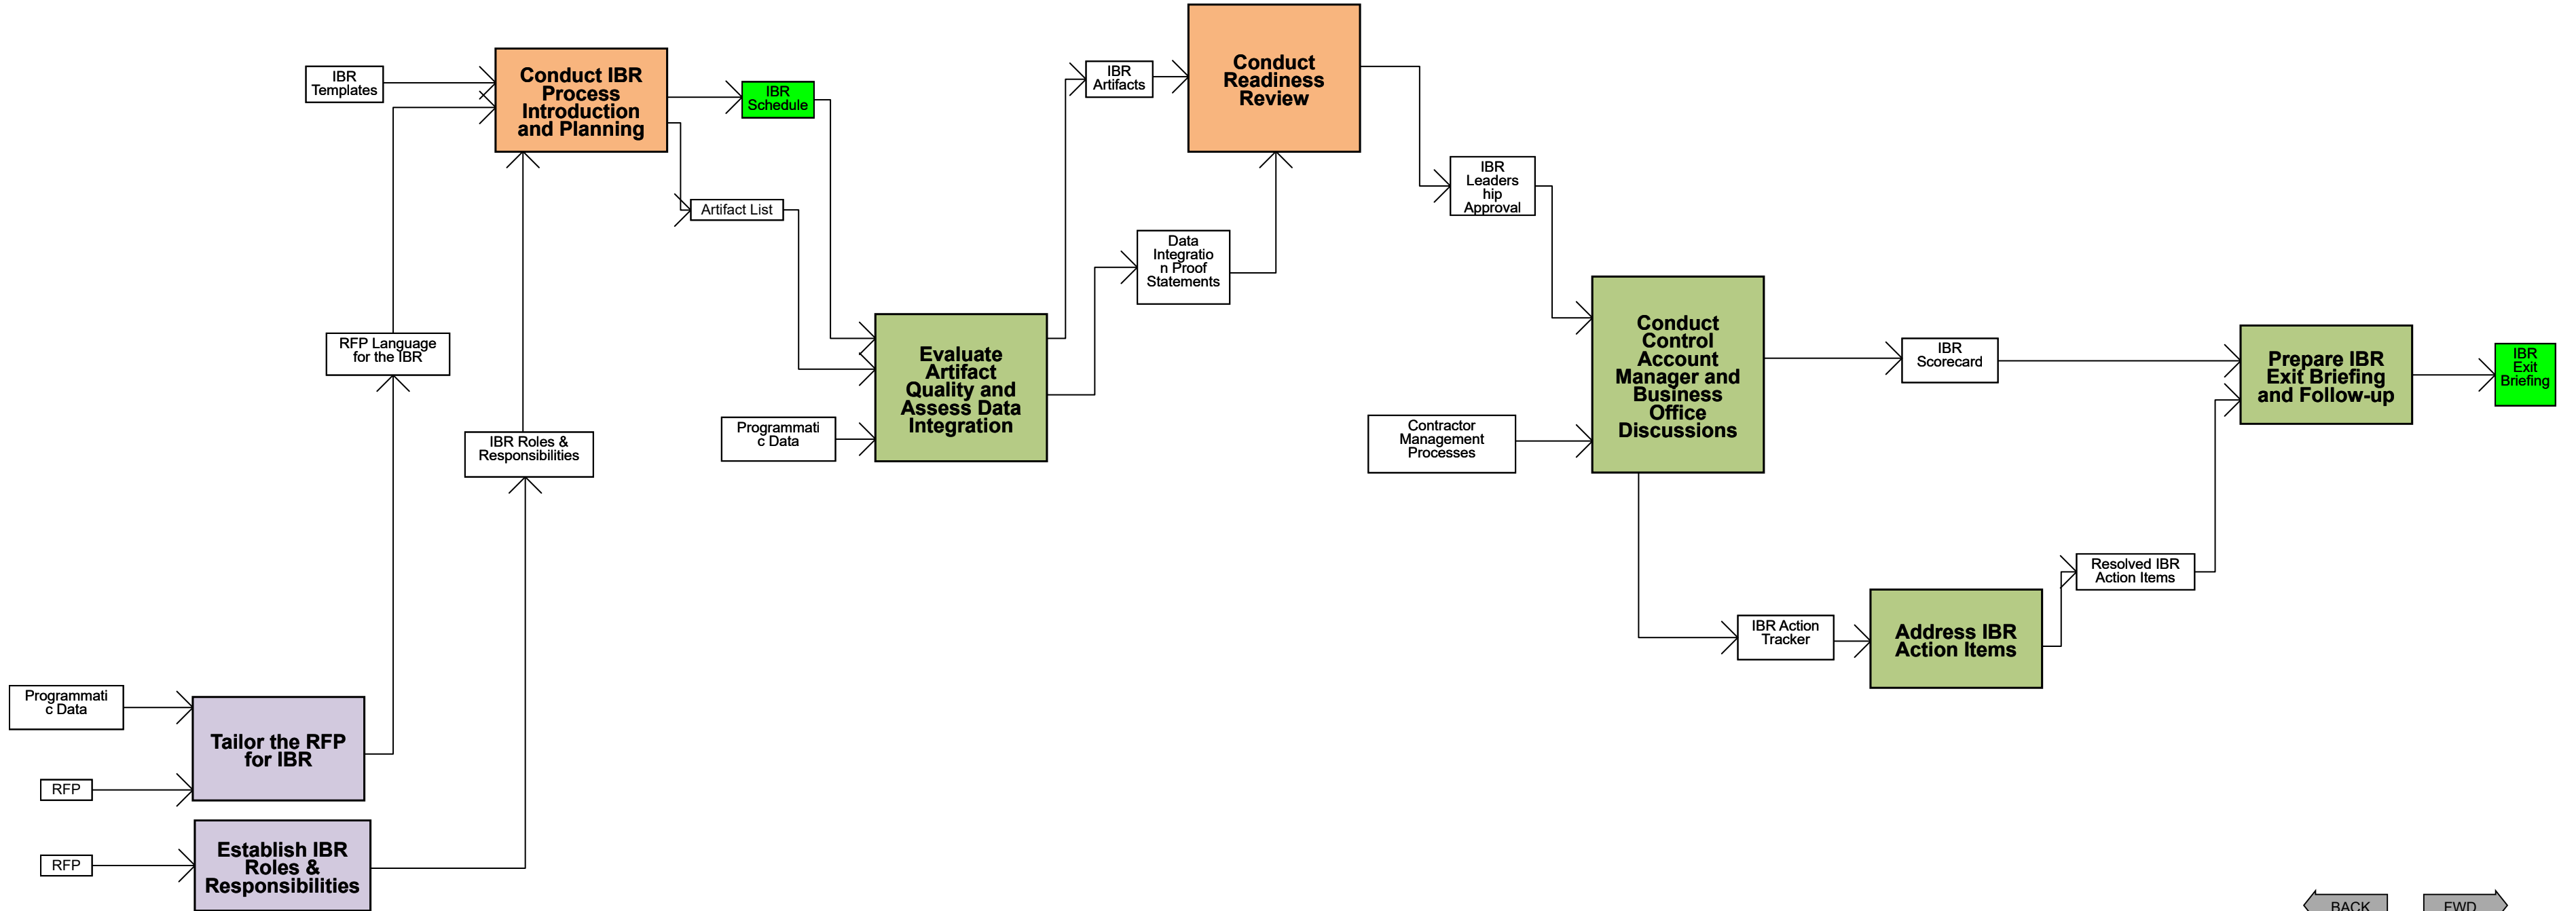 IBR
Templates
Conduct IBR
Process
Introduction
and Planning
IBR
Schedule
Artifact List
RFP Language
for the IBR
IBR Roles &
Responsibilities
Programmati
c Data
RFP
Tailor the RFP
for IBR
RFP
Establish IBR
Roles &
Responsibilities
Programmati
c Data
Evaluate
Artifact
Quality and
Assess Data
Integration
IBR
Artifacts
Data
Integratio
n Proof
Statements
Conduct
Readiness
Review
IBR
Leaders
hip
Approval
Contractor
Management
Processes
Conduct
Control
Account
Manager and
Business
Office
Discussions
IBR
Scorecard
IBR Action
Tracker
Address IBR
Action Items
Resolved IBR
Action Items
Prepare IBR
Exit Briefing
and Follow-up
IBR
Exit
Briefing
BACK
FWD